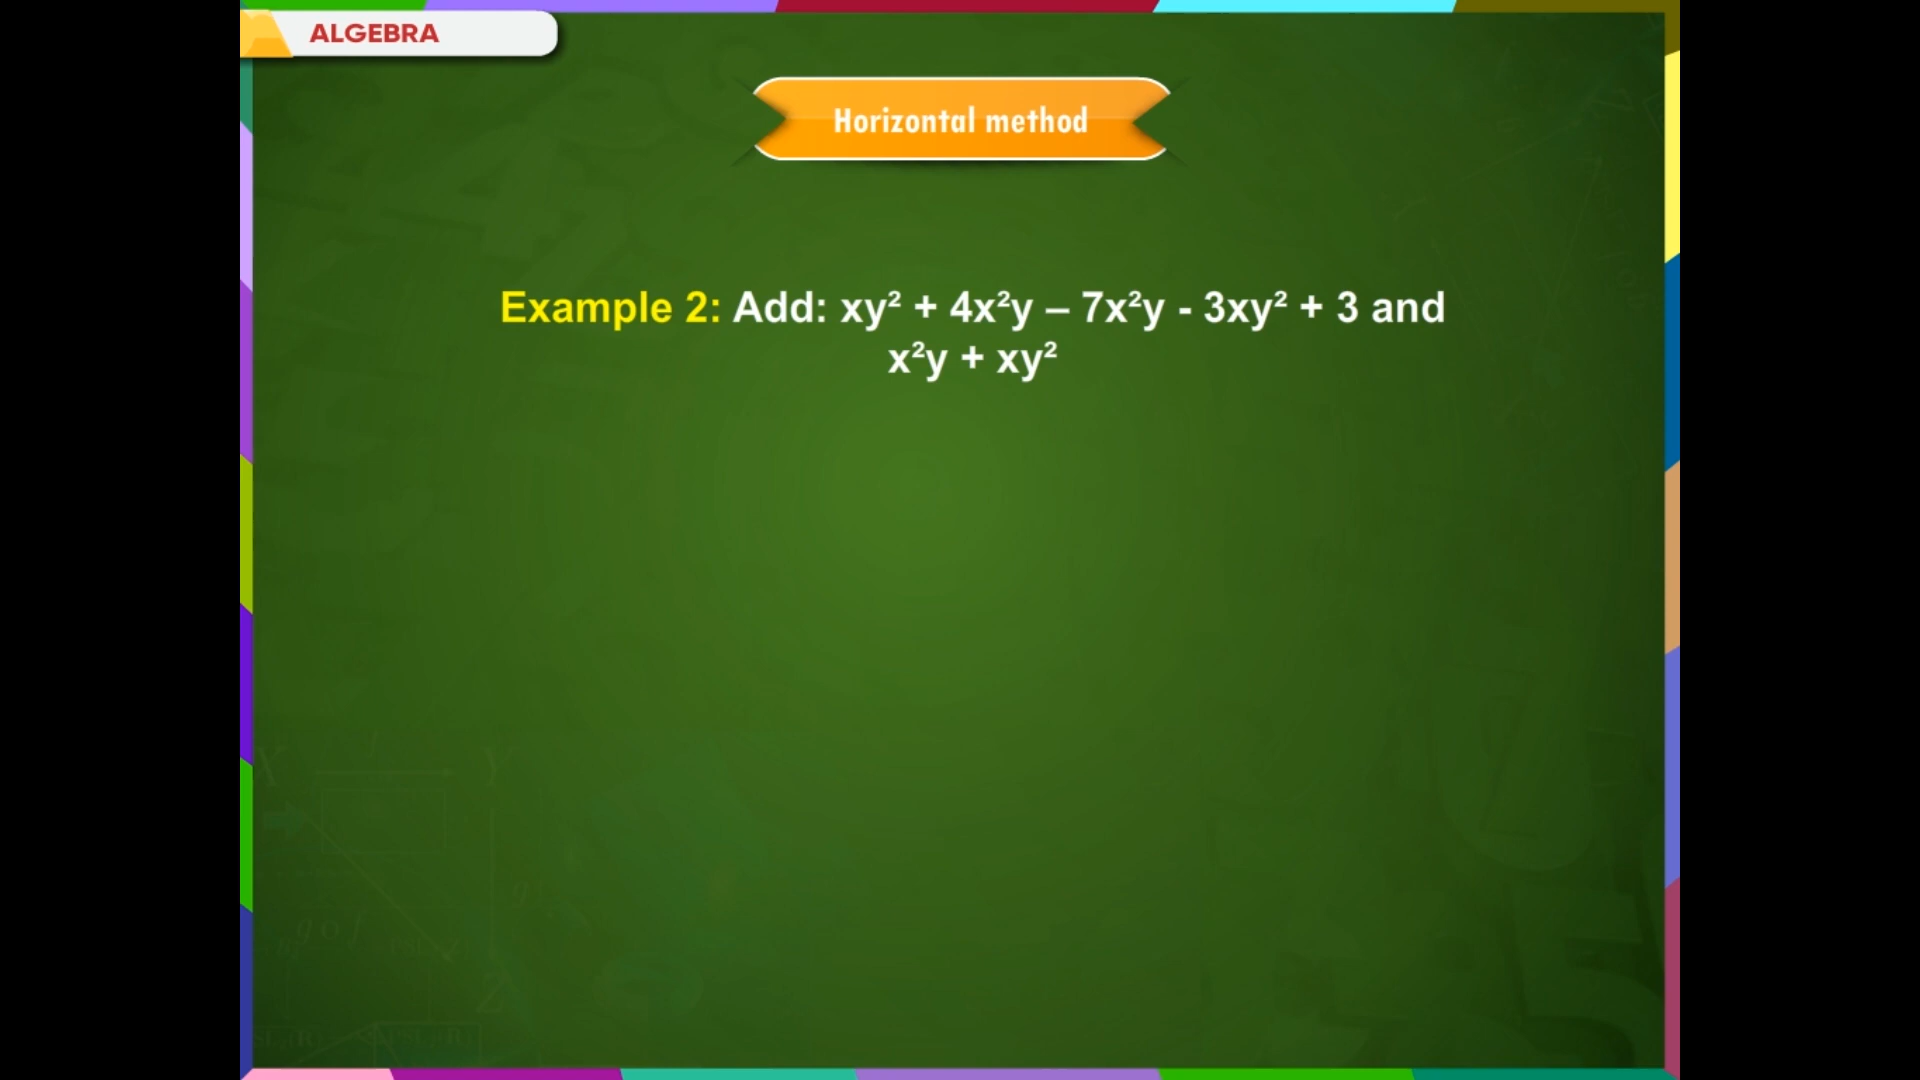 ALGEBRA
Horizontal method
Example 2: Add: xy² + 4x²y – 7x²y - 3xy² + 3 and
x²y + xy²